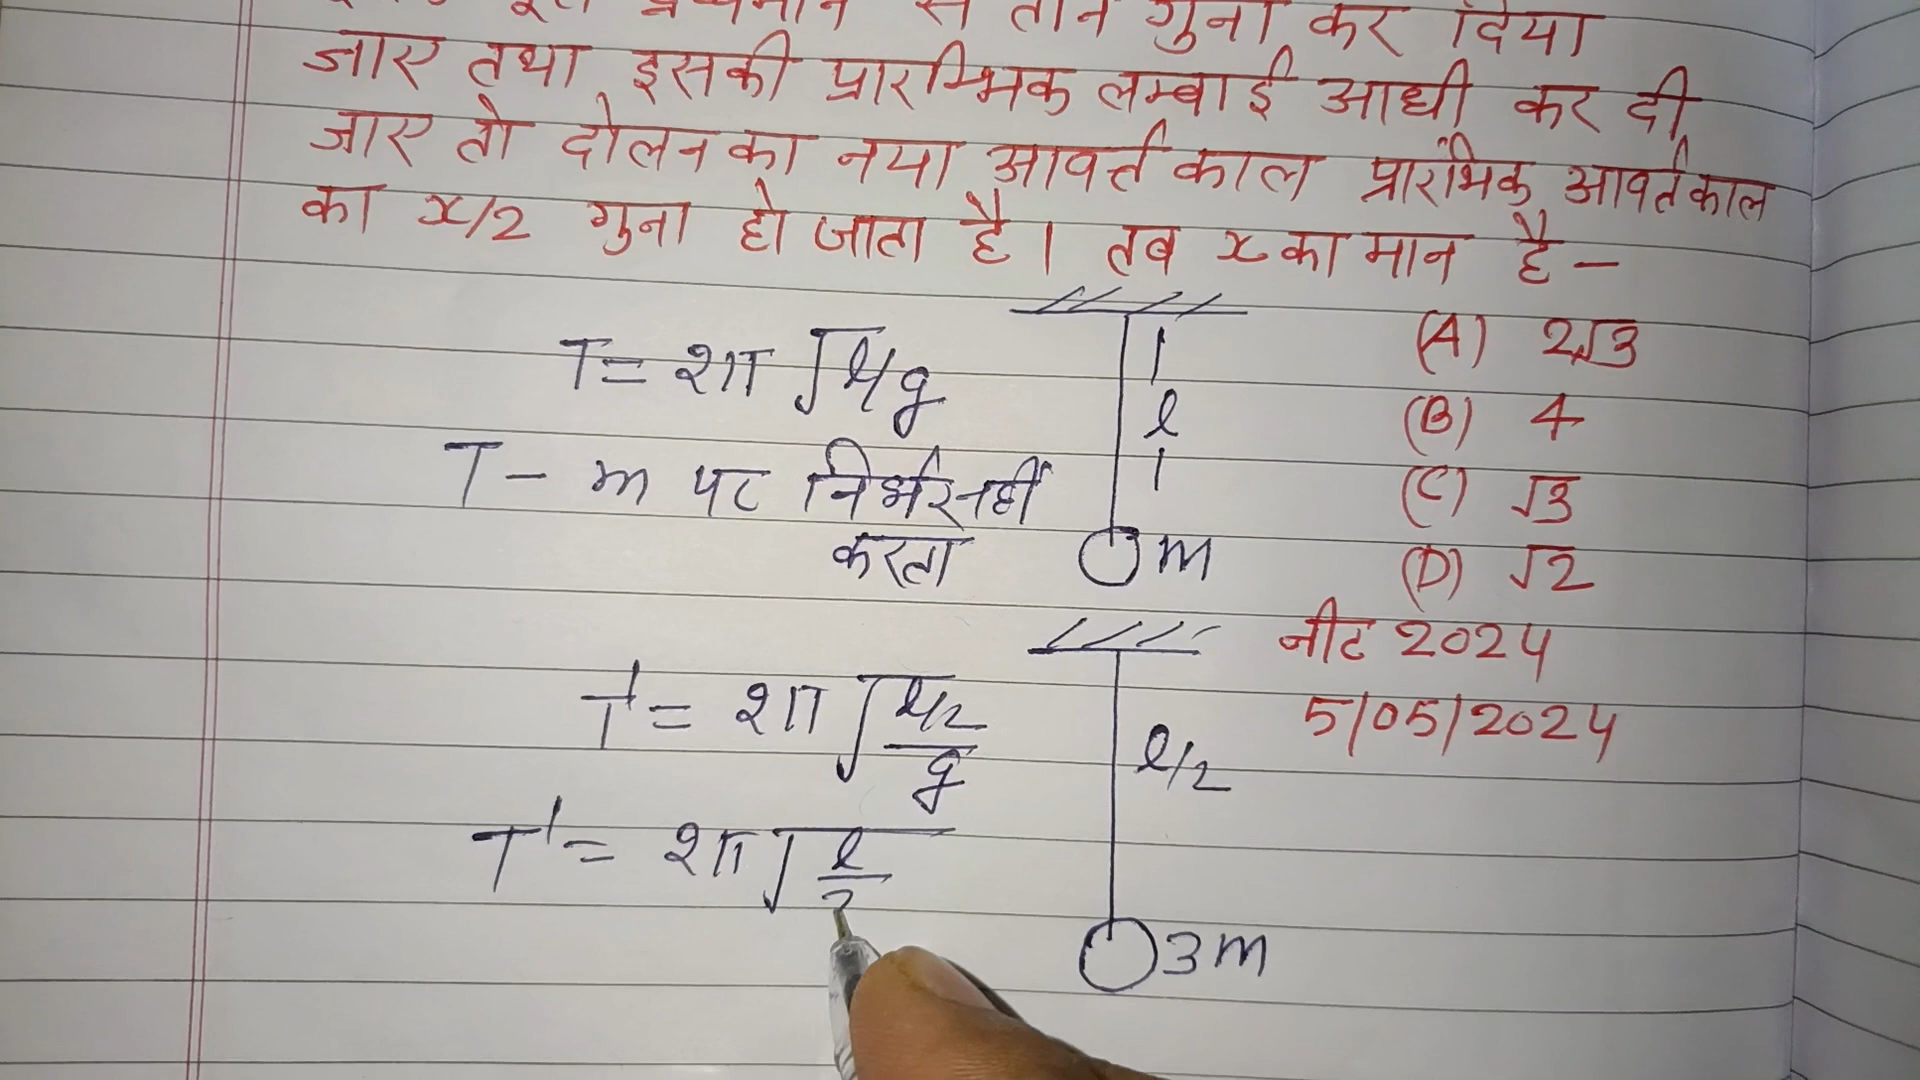 से तीन गुना कर दिया
जाए तथा इसकी प्रारम्भिक लम्बाई आधी कर दी
जाए तो दोलन का नया आवर्त्त काल प्रारंभिक आवर्तकाल
का x/2 गुना हो जाता है। तब x का मान है -
(A) 2√3
(B) 4
(C) √3
(D) √2
नीट 2024
5/05/2024
T = 2π √l/g
T - m पर निर्भर नहीं
करता
l
m
T' = 2π √(l/2)/g
l/2
T' = 2π √l/2
3m